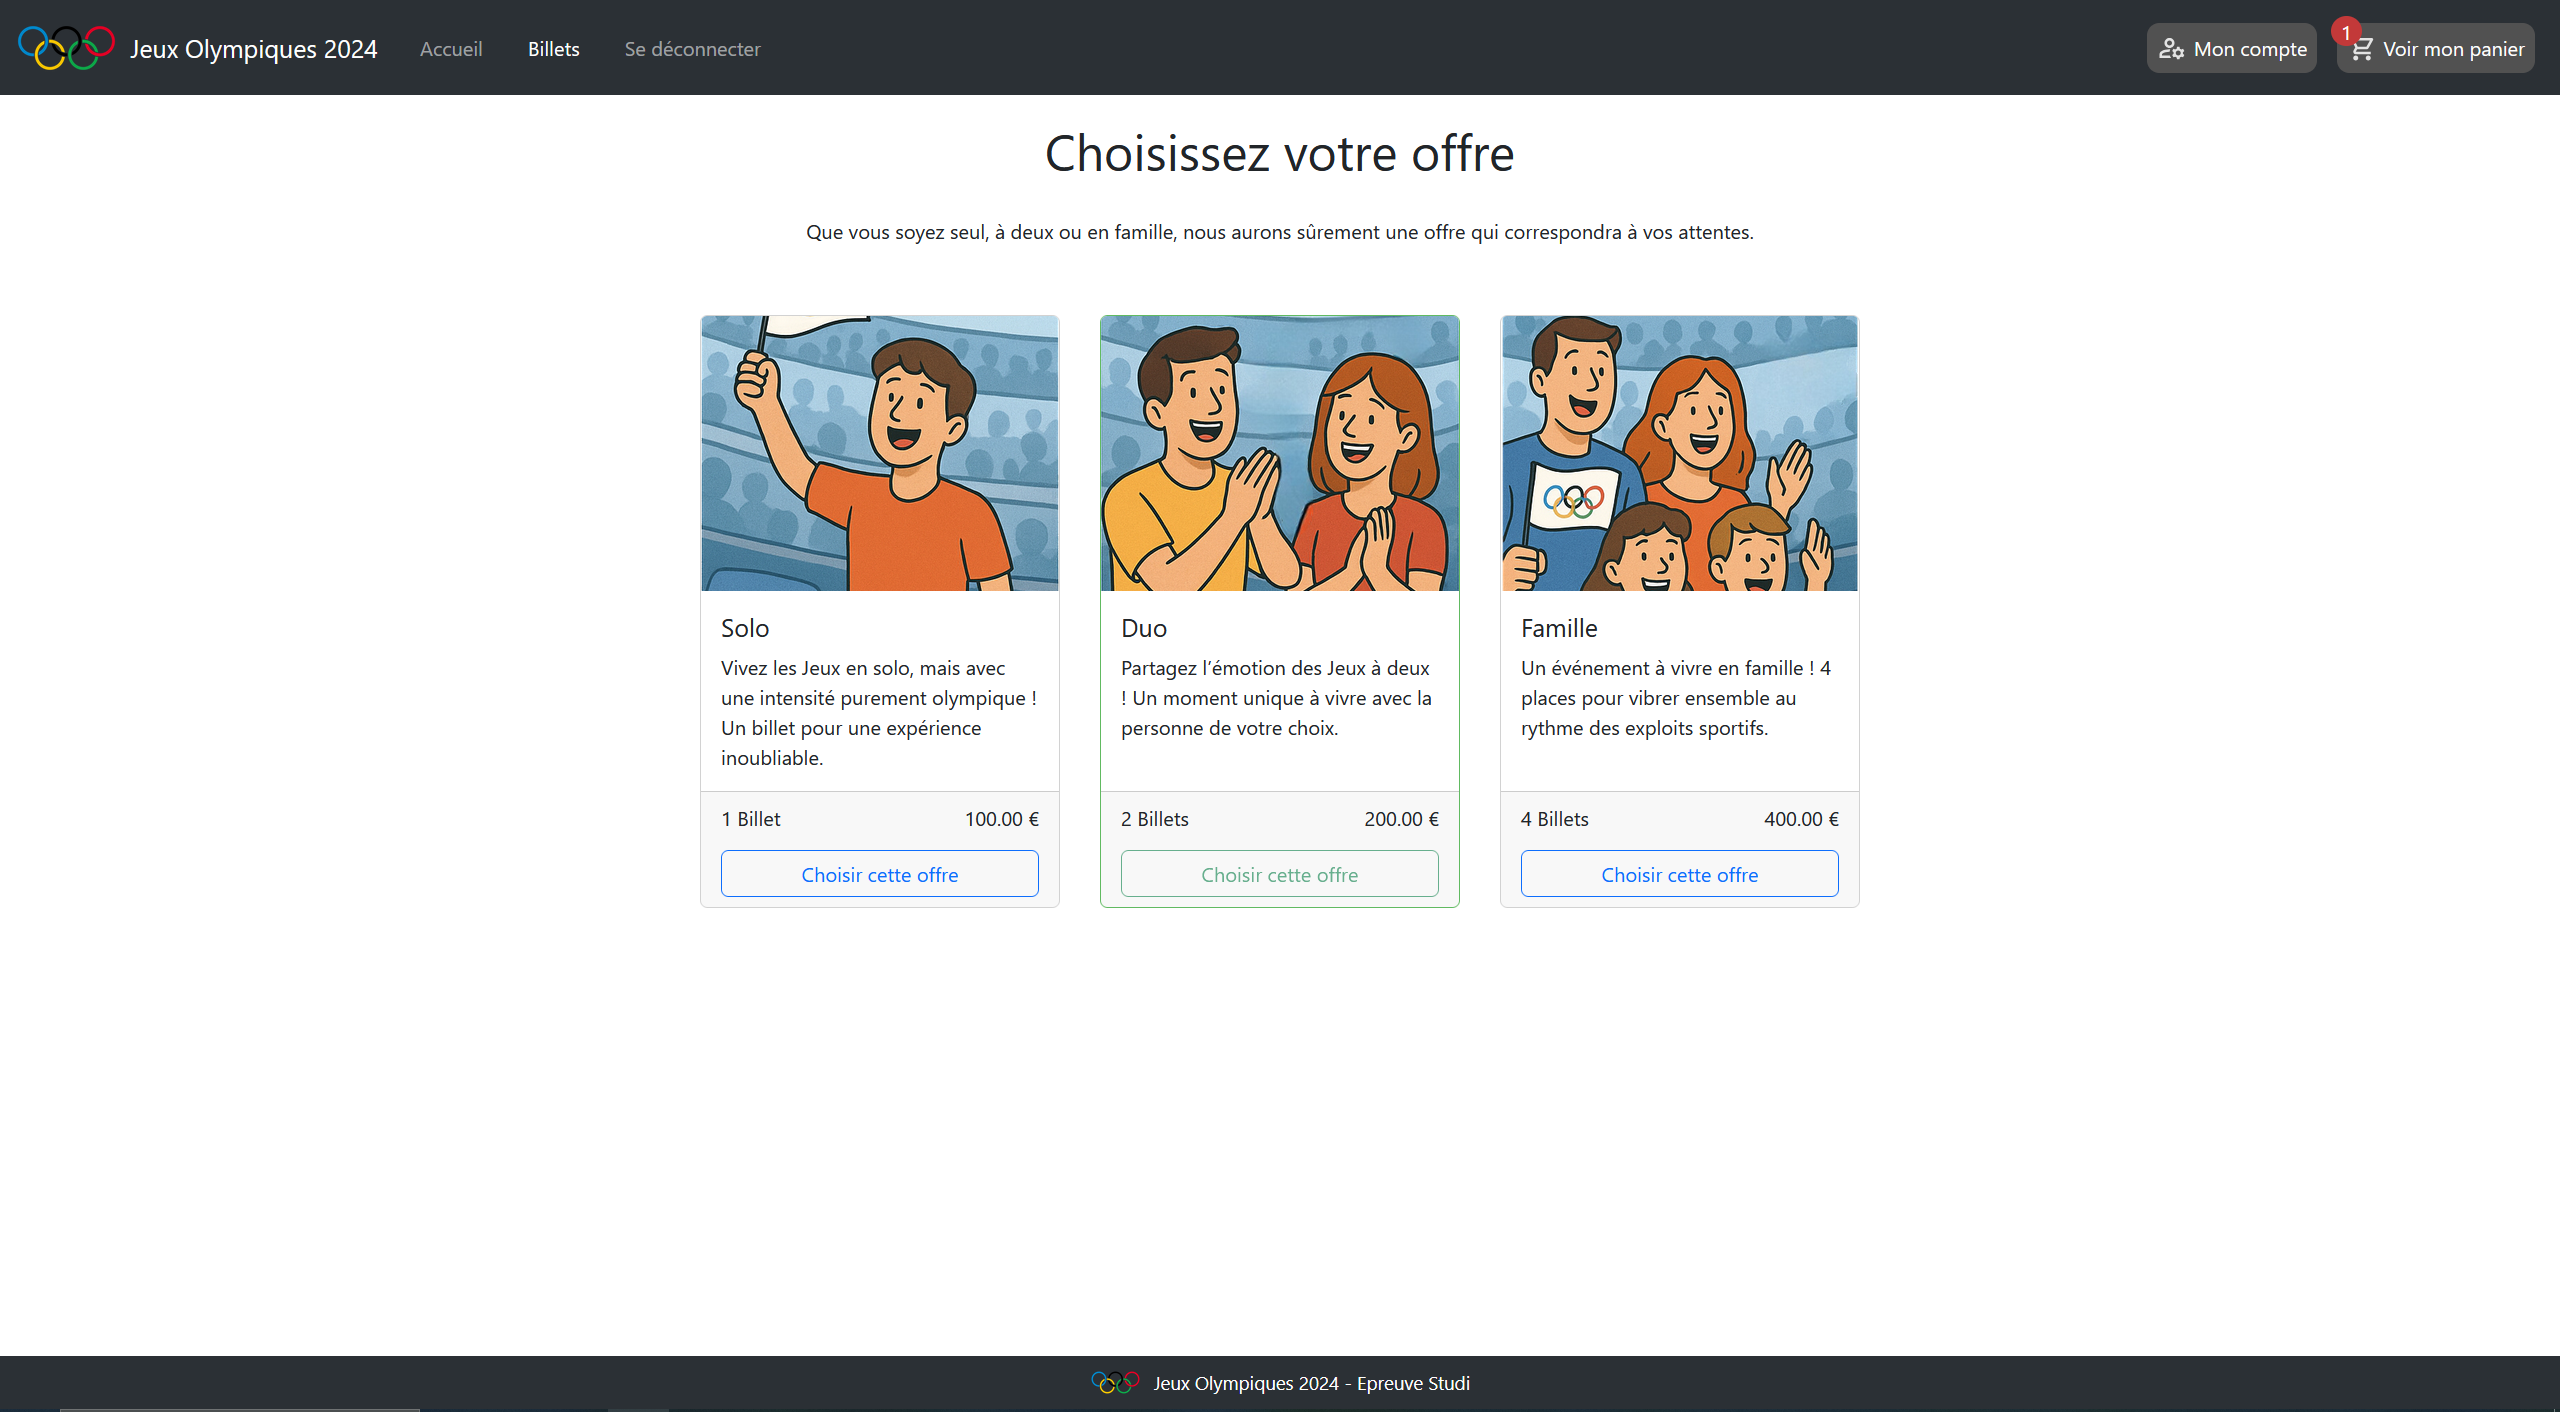 Jeux Olympiques 2024 Accueil Billets Se déconnecter Mon compte 1 Voir mon panier
Choisissez votre offre
Que vous soyez seul, à deux ou en famille, nous aurons sûrement une offre qui correspondra à vos attentes.
Solo
Vivez les Jeux en solo, mais avec
une intensité purement olympique !
Un billet pour une expérience
inoubliable.
1 Billet 100.00 €
Choisir cette offre
Duo
Partagez l’émotion des Jeux à deux
! Un moment unique à vivre avec la
personne de votre choix.
2 Billets 200.00 €
Choisir cette offre
Famille
Un événement à vivre en famille ! 4
places pour vibrer ensemble au
rythme des exploits sportifs.
4 Billets 400.00 €
Choisir cette offre
Jeux Olympiques 2024 - Epreuve Studi